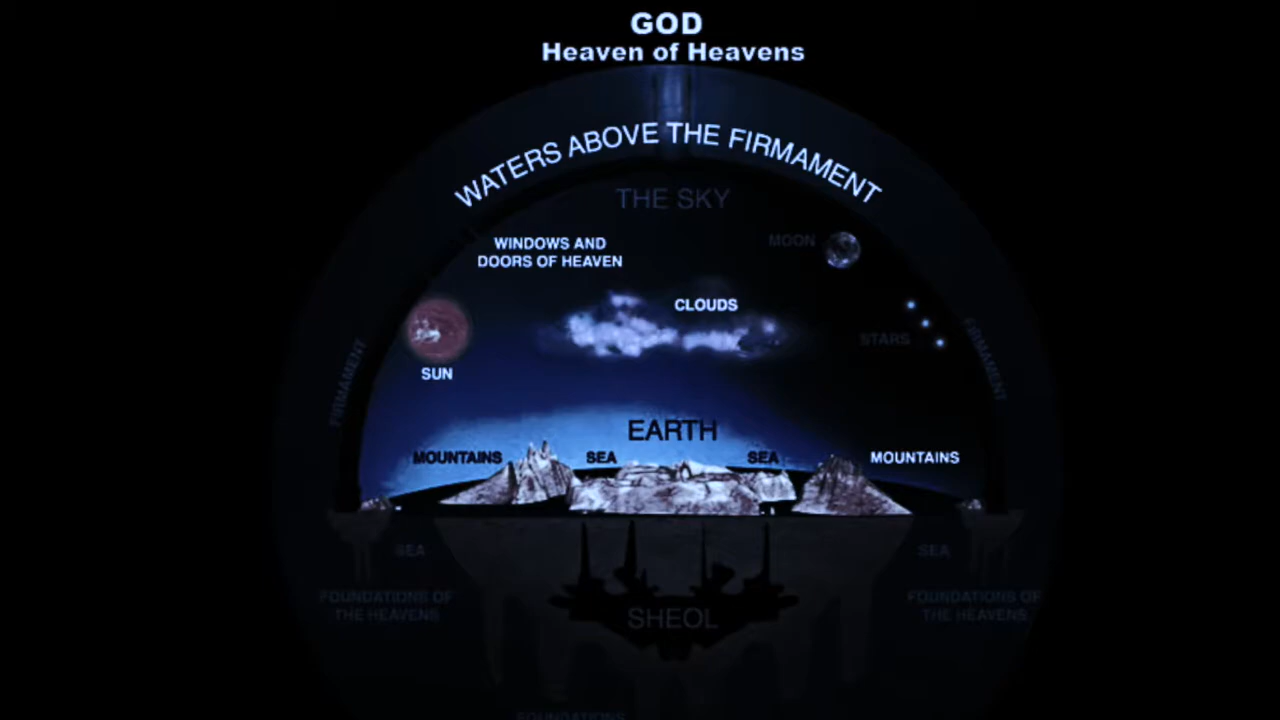 GOD
Heaven of Heavens
WATERS ABOVE THE FIRMAMENT
THE SKY
WINDOWS AND
DOORS OF HEAVEN
MOON
CLOUDS
STARS
SUN
FIRMAMENT
FIRMAMENT
EARTH
MOUNTAINS
SEA
SEA
MOUNTAINS
SEA
SEA
FOUNDATIONS OF
THE HEAVENS
FOUNDATIONS OF
THE HEAVENS
SHEOL
FOUNDATIONS